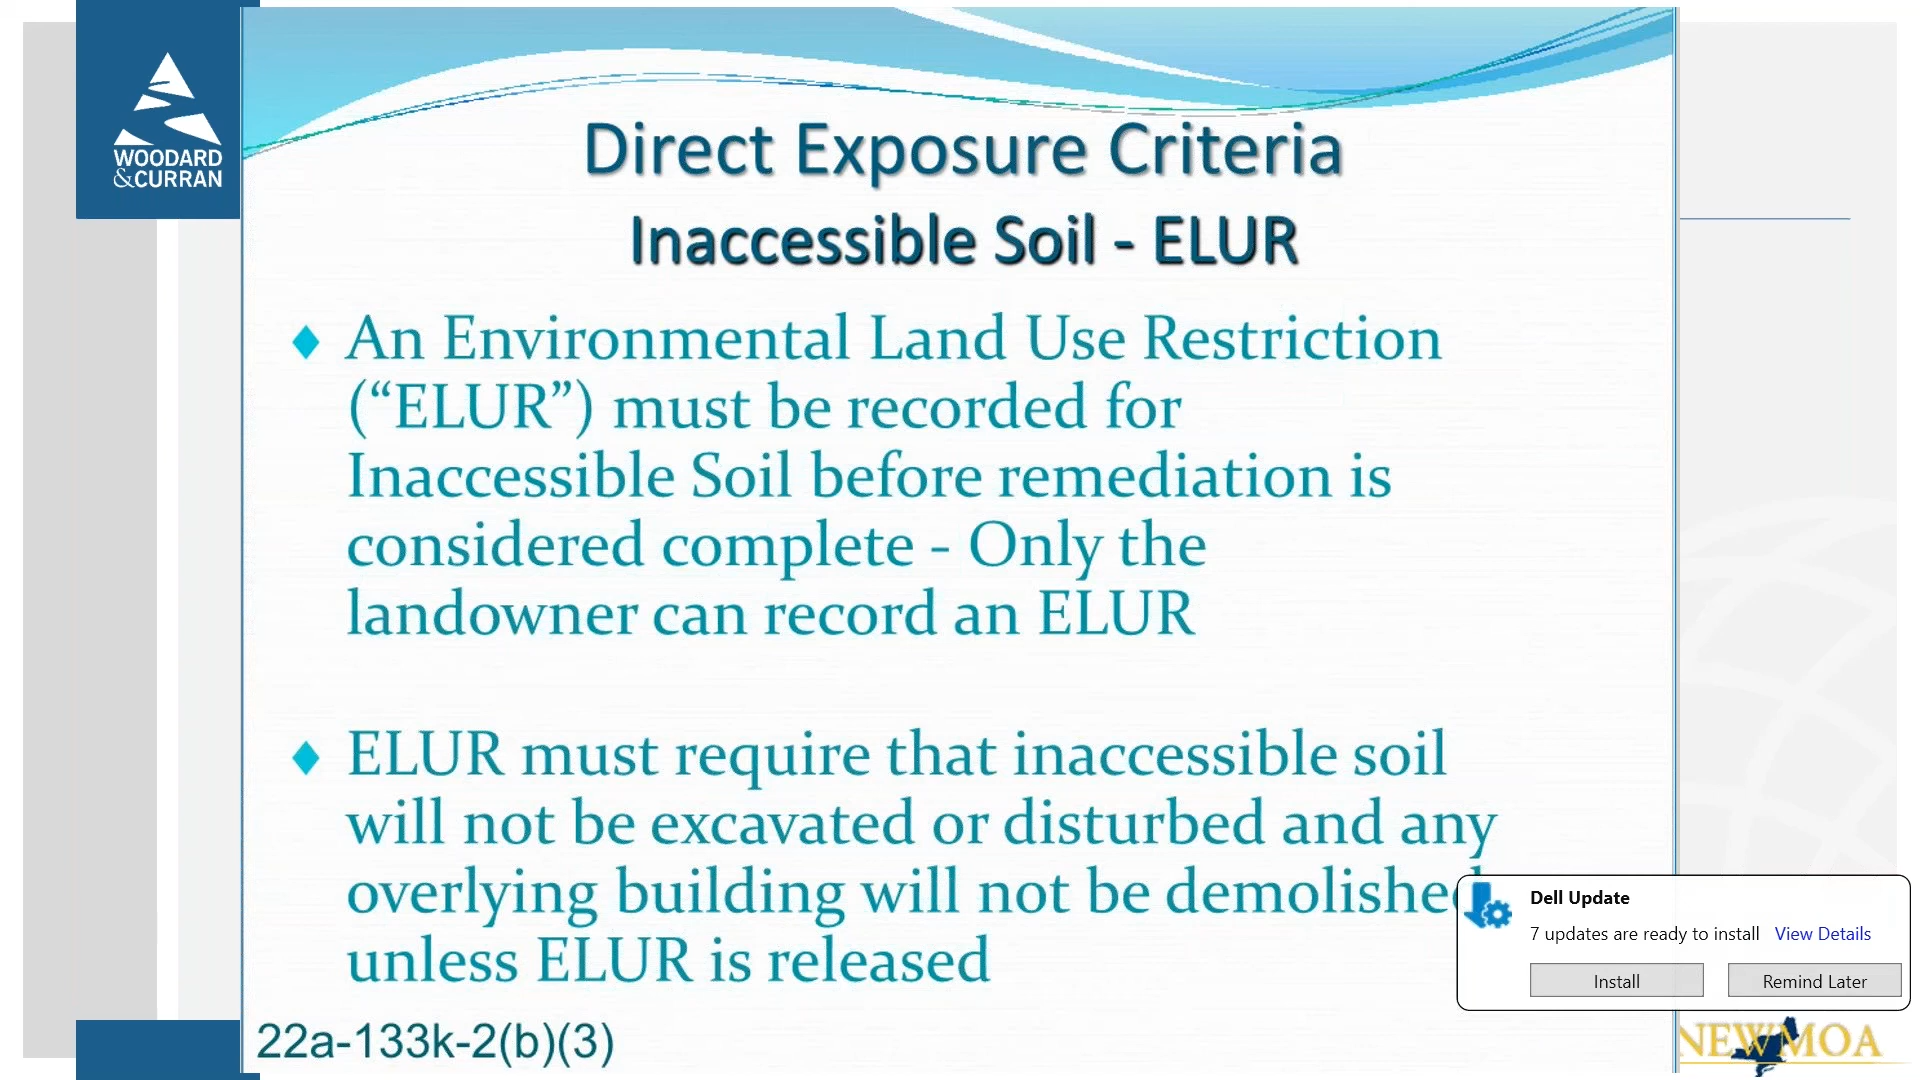 WOODARD
&CURRAN
Direct Exposure Criteria
Inaccessible Soil - ELUR
♦ An Environmental Land Use Restriction
(“ELUR”) must be recorded for
Inaccessible Soil before remediation is
considered complete - Only the
landowner can record an ELUR
♦ ELUR must require that inaccessible soil
will not be excavated or disturbed and any
overlying building will not be demolished
unless ELUR is released
22a-133k-2(b)(3)
Dell Update
7 updates are ready to install View Details
Install Remind Later
NEWMOA